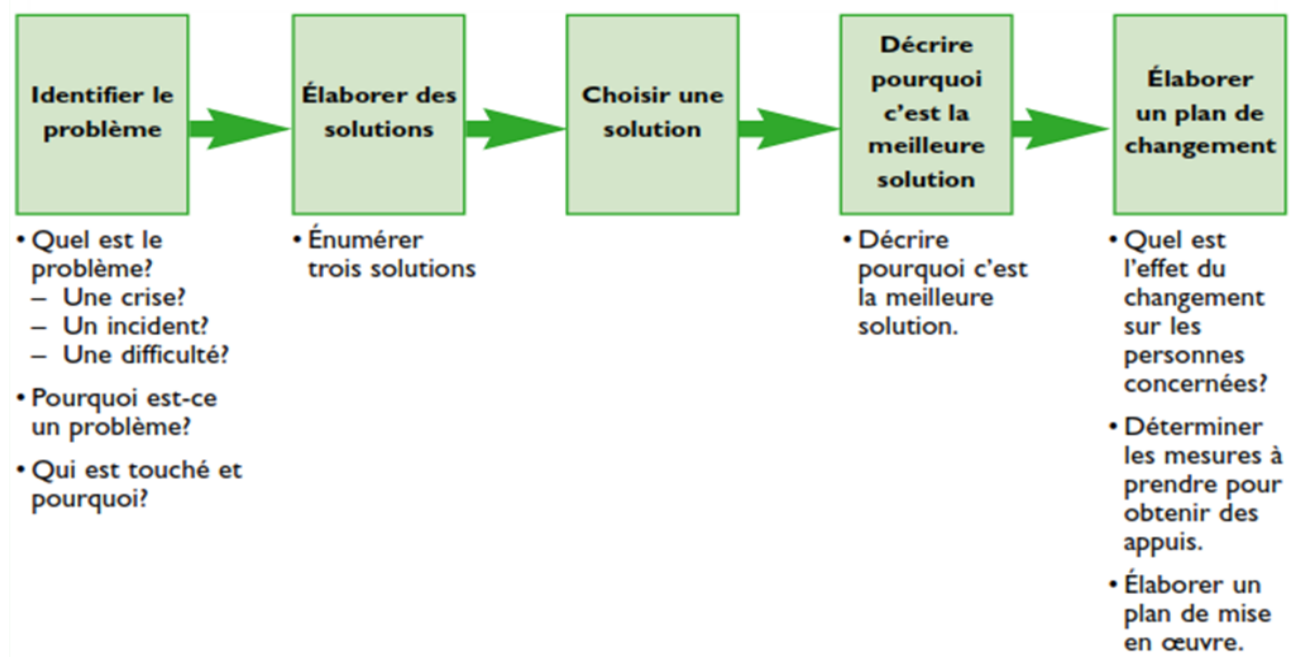 Identifier le
problème
Élaborer des
solutions
Choisir une
solution
Décrire
pourquoi
c'est la
meilleure
solution
Élaborer
un plan de
changement
• Quel est le
problème?
– Une crise?
– Un incident?
– Une difficulté?
• Pourquoi est-ce
un problème?
• Qui est touché et
pourquoi?
• Énumérer
trois solutions
• Décrire
pourquoi c'est
la meilleure
solution.
• Quel est
l'effet du
changement
sur les
personnes
concernées?
• Déterminer
les mesures à
prendre pour
obtenir des
appuis.
• Élaborer un
plan de mise
en œuvre.